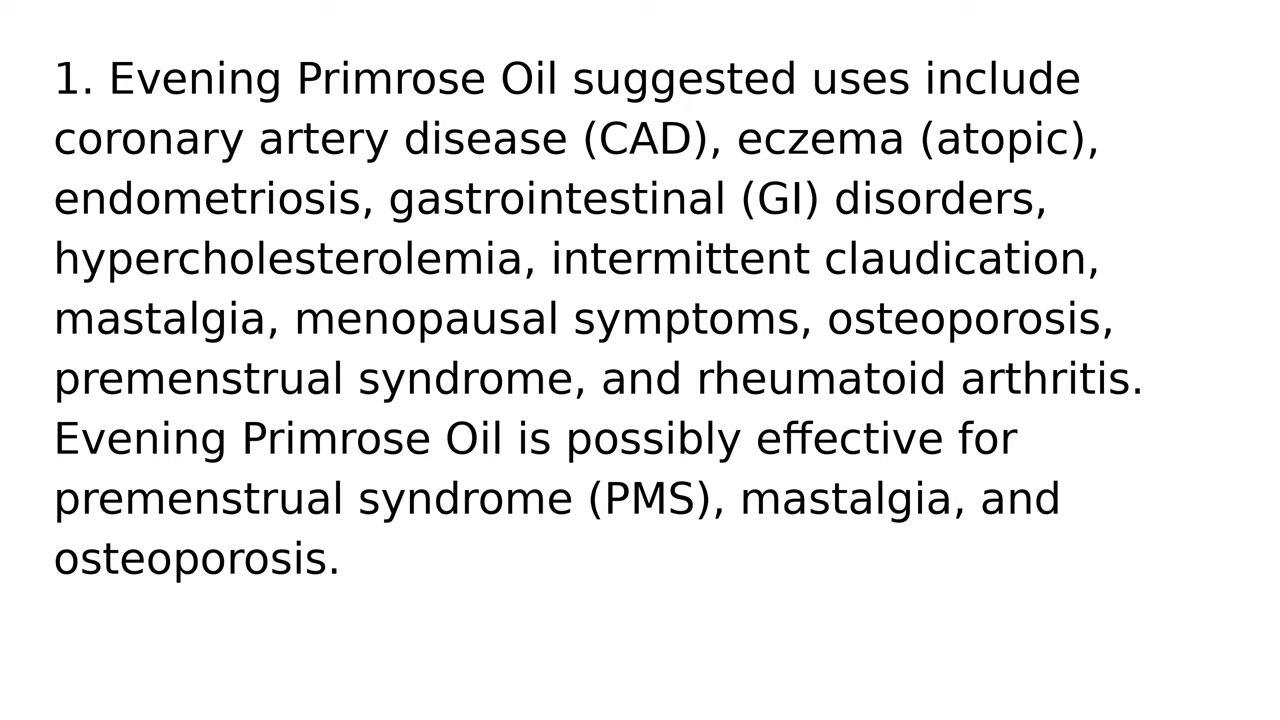 1. Evening Primrose Oil suggested uses include
coronary artery disease (CAD), eczema (atopic),
endometriosis, gastrointestinal (GI) disorders,
hypercholesterolemia, intermittent claudication,
mastalgia, menopausal symptoms, osteoporosis,
premenstrual syndrome, and rheumatoid arthritis.
Evening Primrose Oil is possibly effective for
premenstrual syndrome (PMS), mastalgia, and
osteoporosis.